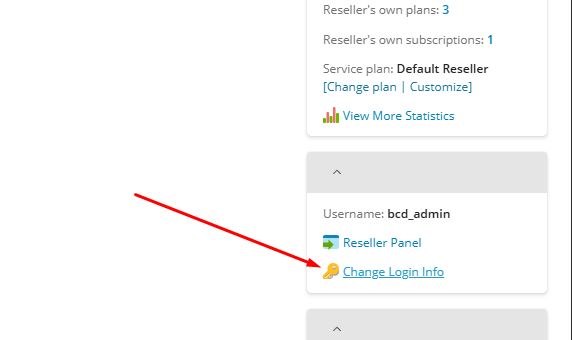 Reseller's own plans: 3
Reseller's own subscriptions: 1
Service plan: Default Reseller
[Change plan | Customize]
View More Statistics
Username: bcd_admin
Reseller Panel
Change Login Info